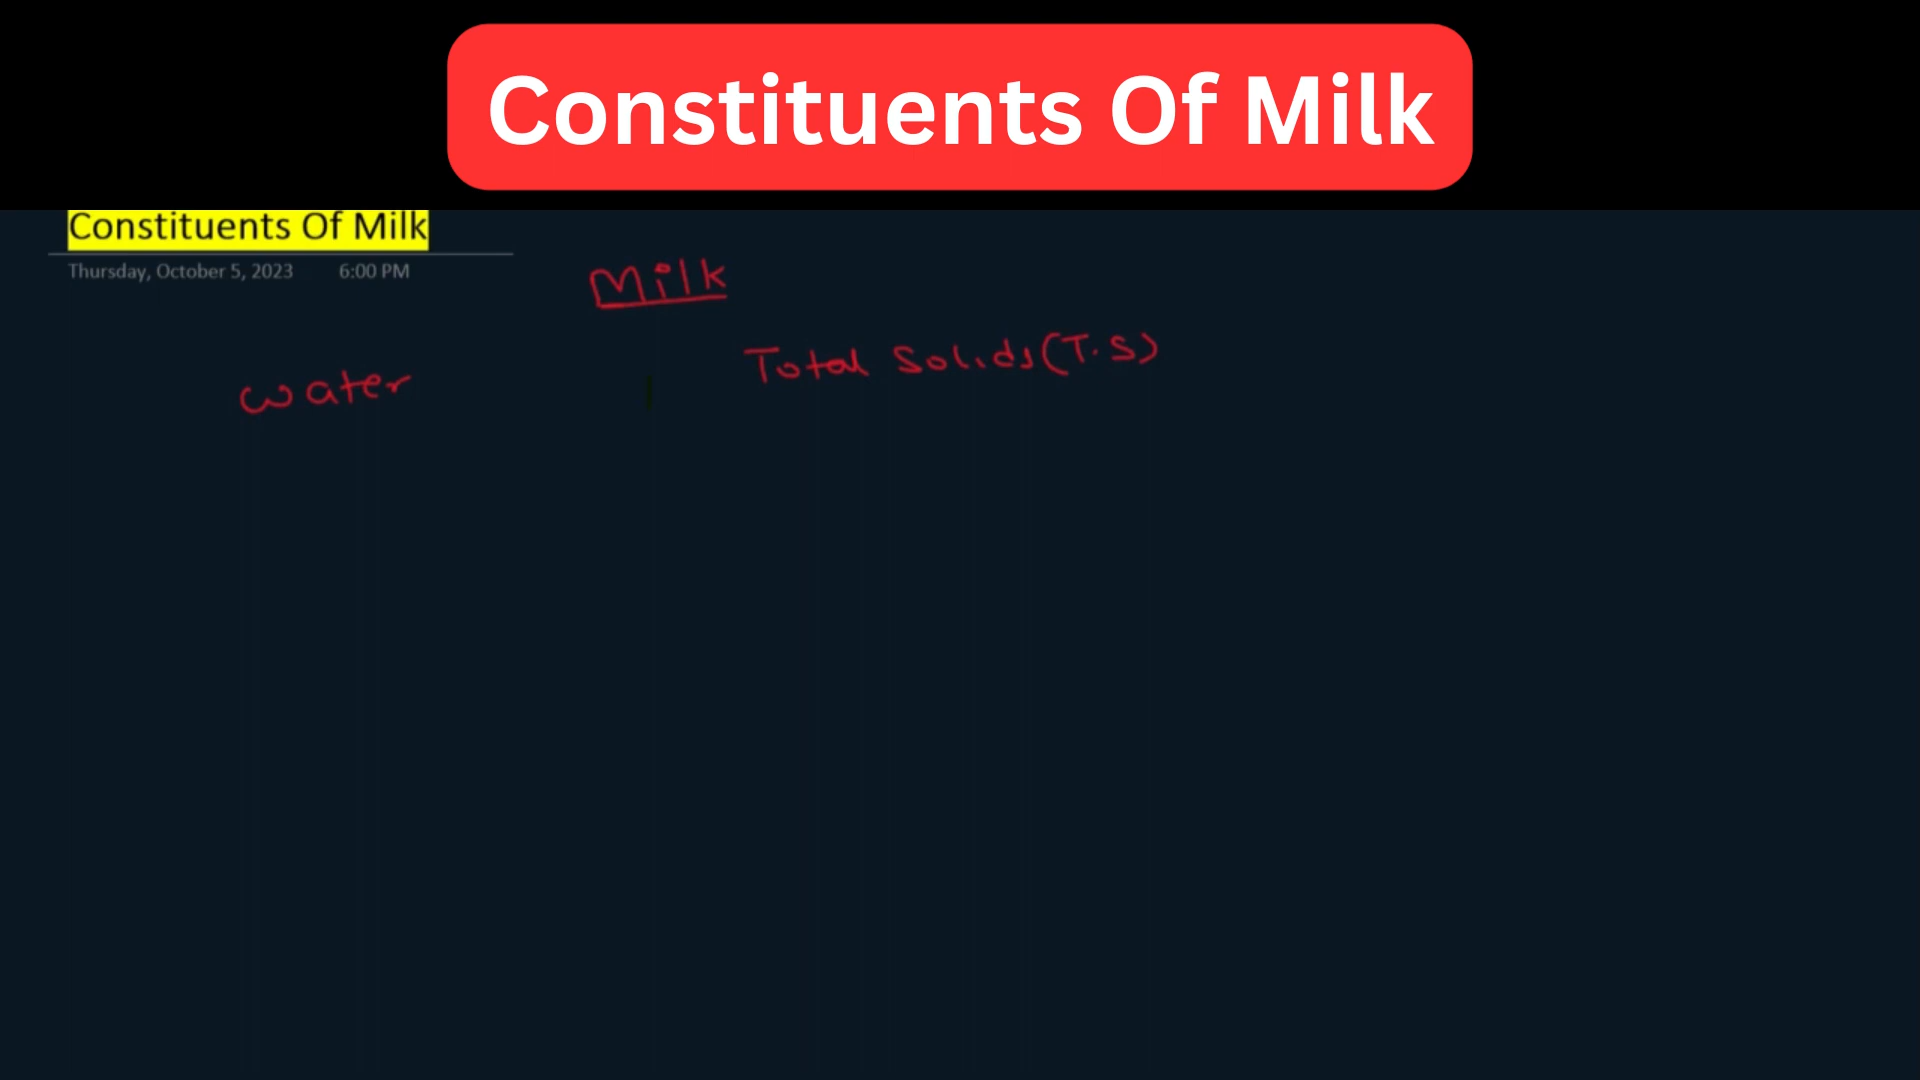 Constituents Of Milk
Constituents Of Milk
Thursday, October 5, 2023 6:00 PM
Milk
Total Solids (T.S)
Water